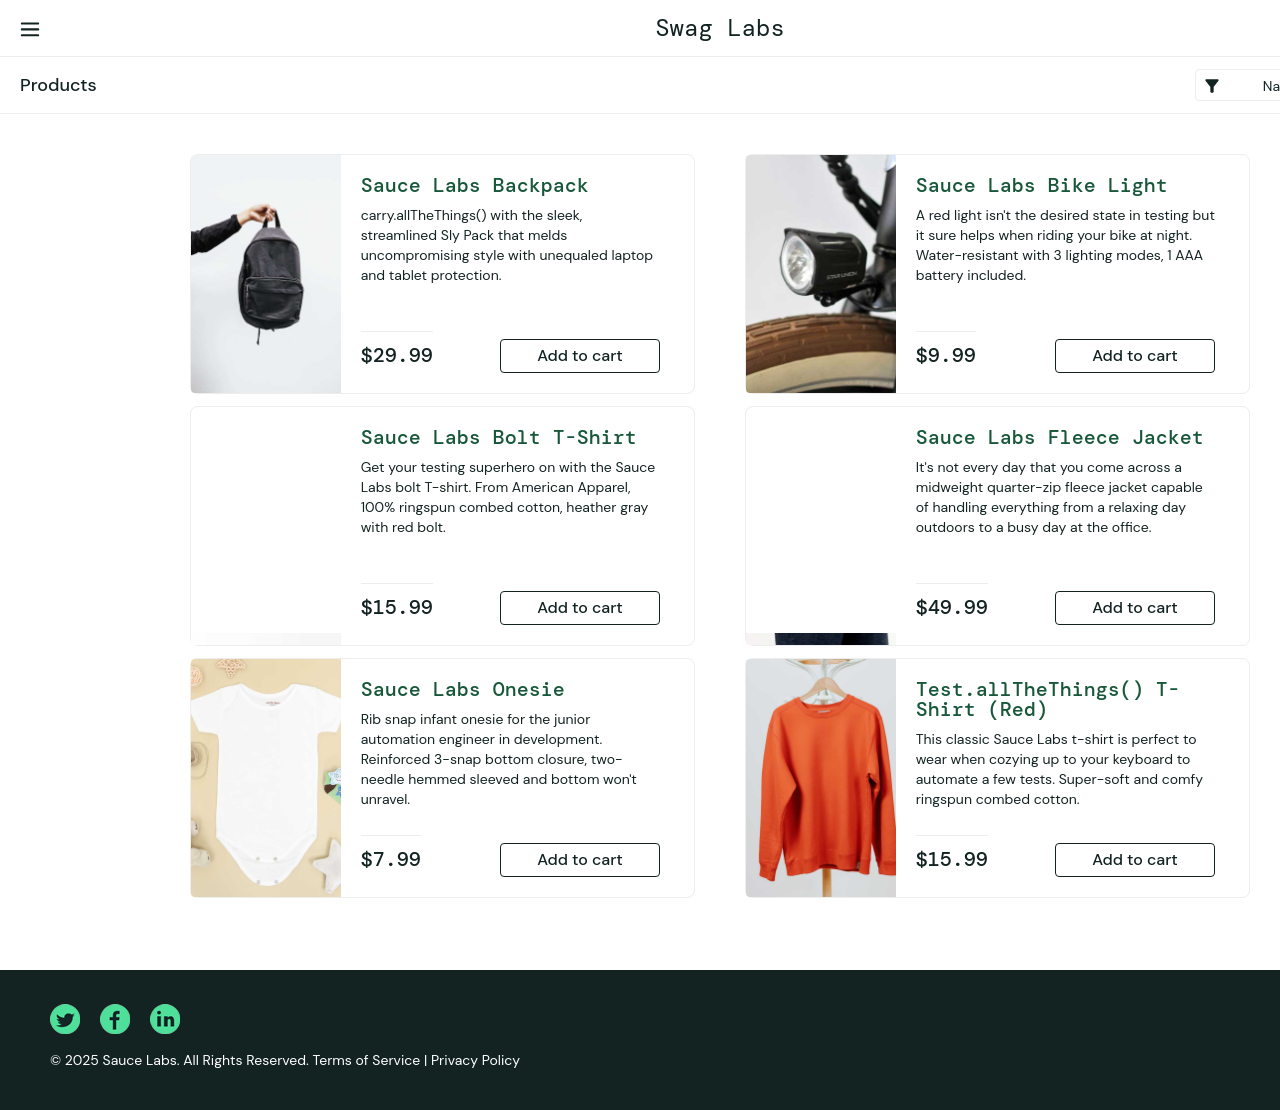 Swag Labs
Products
Na
Sauce Labs Backpack
carry.allTheThings() with the sleek,
streamlined Sly Pack that melds
uncompromising style with unequaled laptop
and tablet protection.
$29.99
Add to cart
Sauce Labs Bike Light
A red light isn't the desired state in testing but
it sure helps when riding your bike at night.
Water-resistant with 3 lighting modes, 1 AAA
battery included.
$9.99
Add to cart
Sauce Labs Bolt T-Shirt
Get your testing superhero on with the Sauce
Labs bolt T-shirt. From American Apparel,
100% ringspun combed cotton, heather gray
with red bolt.
$15.99
Add to cart
Sauce Labs Fleece Jacket
It's not every day that you come across a
midweight quarter-zip fleece jacket capable
of handling everything from a relaxing day
outdoors to a busy day at the office.
$49.99
Add to cart
Sauce Labs Onesie
Rib snap infant onesie for the junior
automation engineer in development.
Reinforced 3-snap bottom closure, two-
needle hemmed sleeved and bottom won't
unravel.
$7.99
Add to cart
Test.allTheThings() T-
Shirt (Red)
This classic Sauce Labs t-shirt is perfect to
wear when cozying up to your keyboard to
automate a few tests. Super-soft and comfy
ringspun combed cotton.
$15.99
Add to cart
© 2025 Sauce Labs. All Rights Reserved. Terms of Service | Privacy Policy